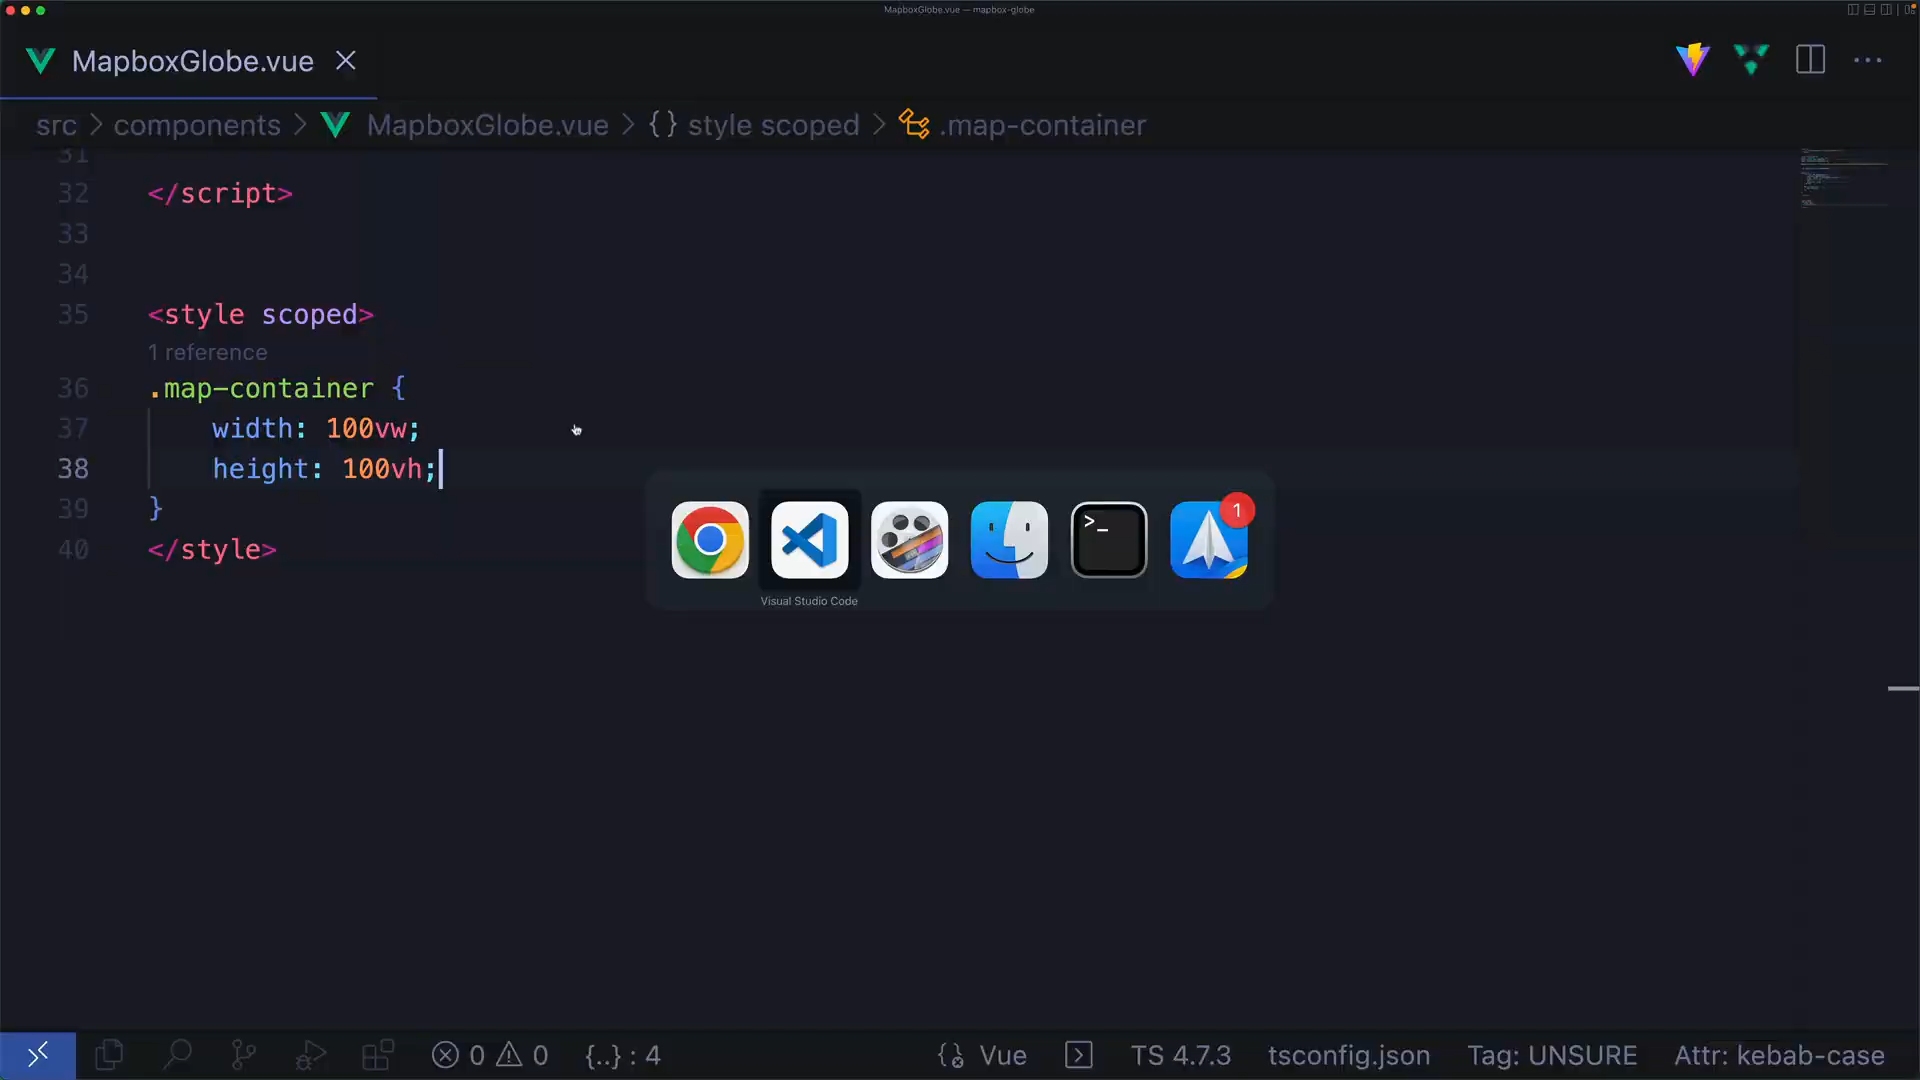 MapboxGlobe.vue — mapbox-globe
MapboxGlobe.vue
src > components > MapboxGlobe.vue > {} style scoped > .map-container
31
32 </script>
33
34
35 <style scoped>
1 reference
36 .map-container {
37 width: 100vw;
38 height: 100vh;
39 }
40 </style>
>_
1
Visual Studio Code
0 0 {..} : 4 Vue TS 4.7.3 tsconfig.json Tag: UNSURE Attr: kebab-case